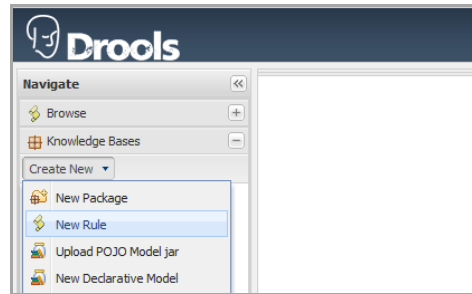 Drools
Navigate
Browse
Knowledge Bases
Create New
New Package
New Rule
Upload POJO Model jar
New Declarative Model